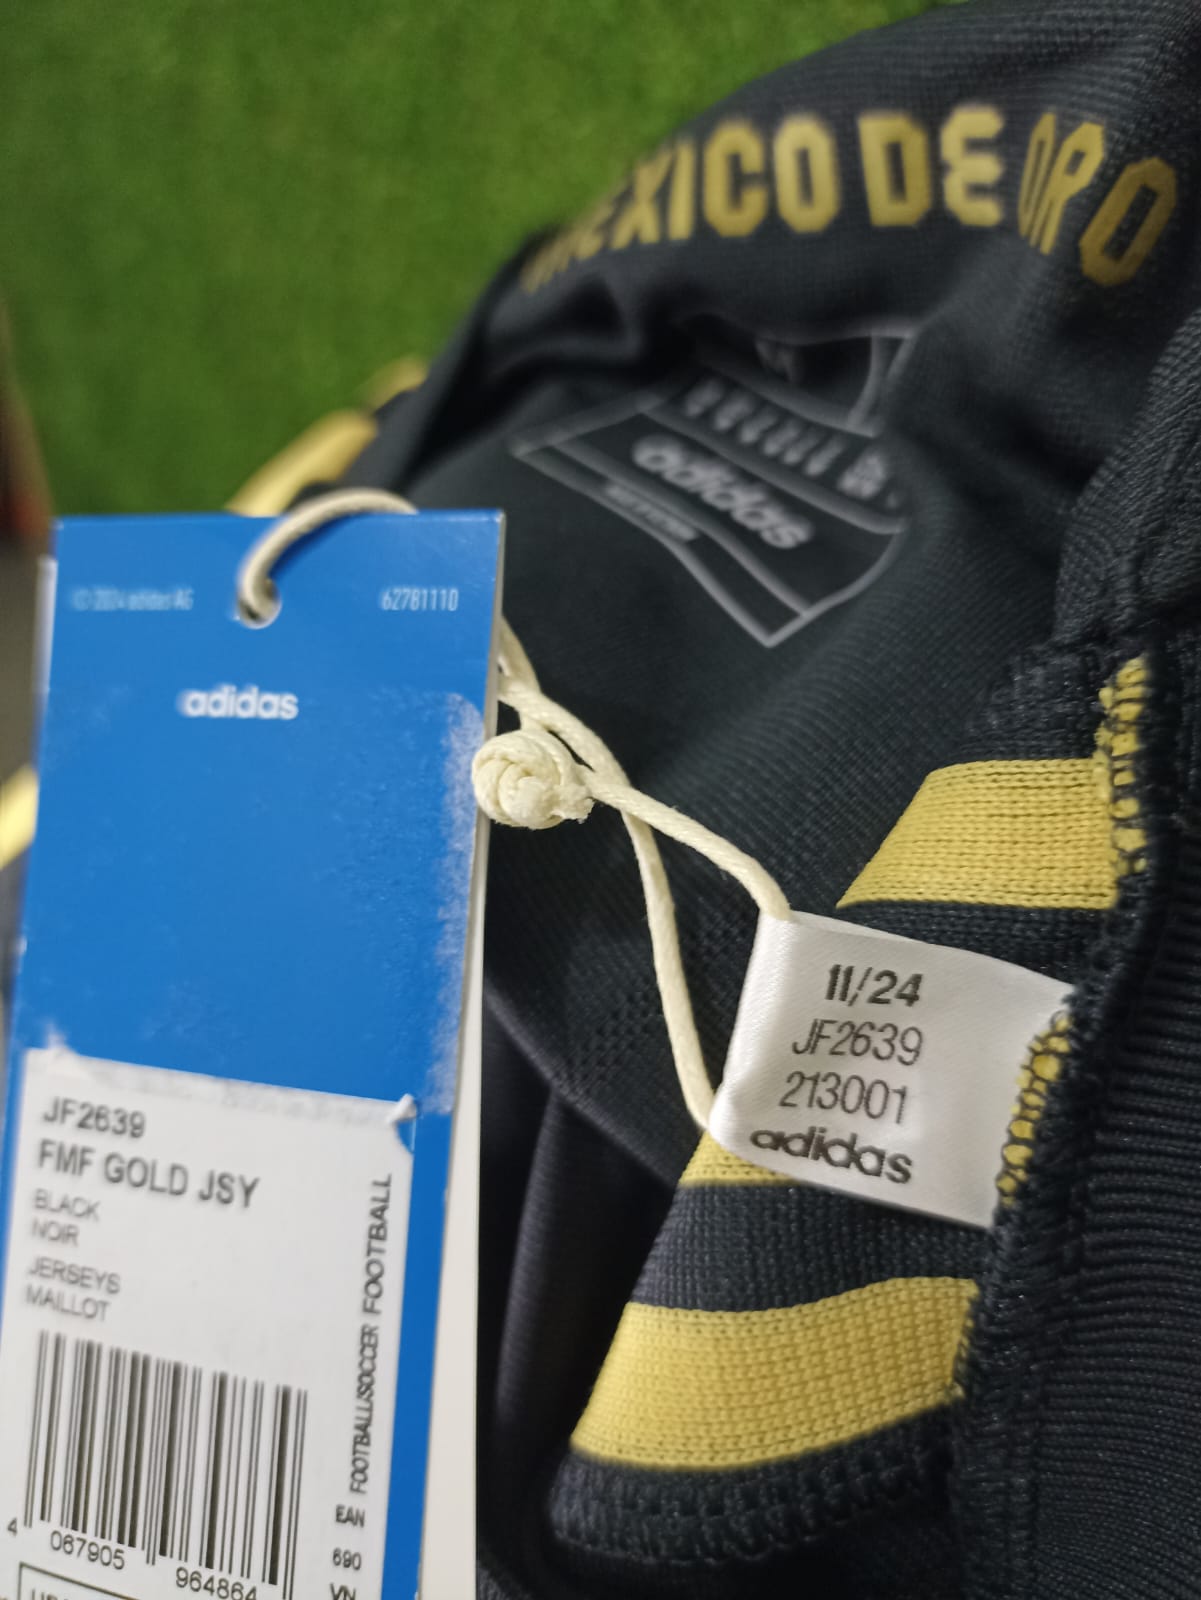 MEXICO DE ORO
adidas
© 2024 adidas AG
62781110
adidas
11/24
JF2639
213001
adidas
JF2639
FMF GOLD JSY
BLACK
NOIR
JERSEYS
MAILLOT
FOOTBALL/SOCCER FOOTBALL
EAN
690
VN
4 067905 964864